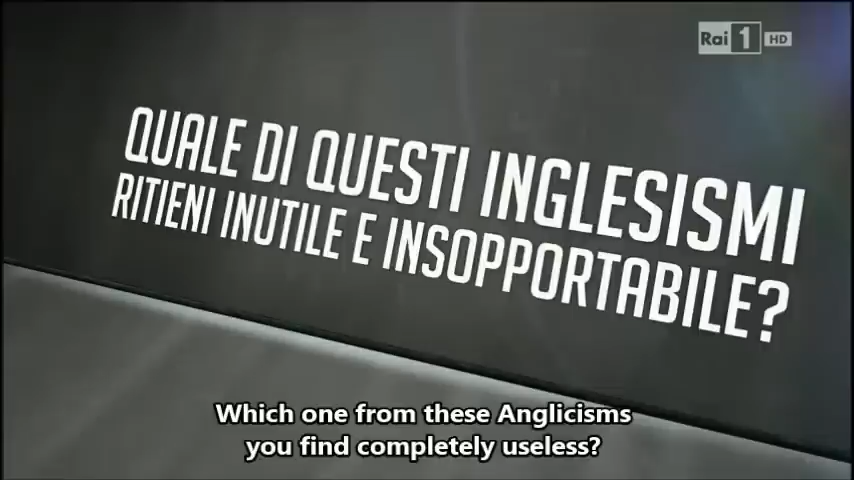 Rai 1 HD
QUALE DI QUESTI INGLESISMI
RITIENI INUTILE E INSOPPORTABILE?
Which one from these Anglicisms
you find completely useless?